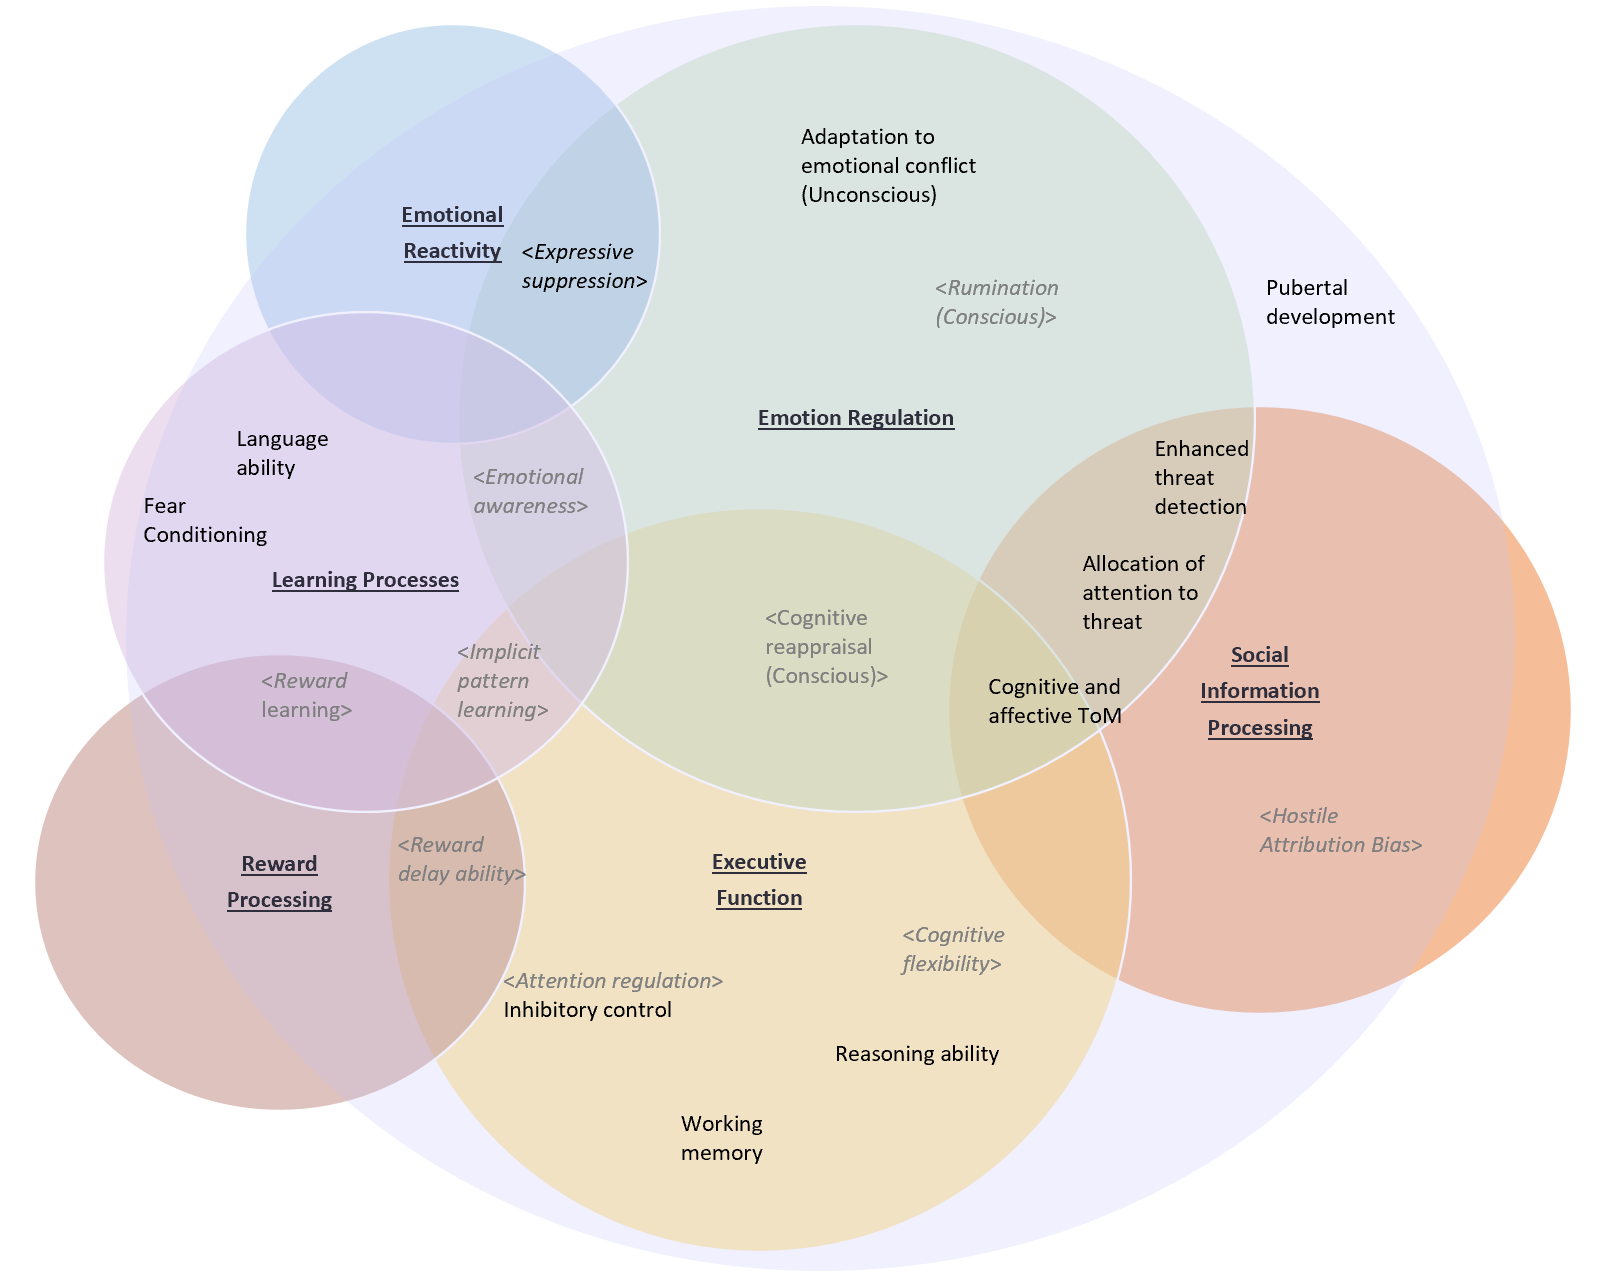 Adaptation to
emotional conflict
(Unconscious)
Emotional
Reactivity
<Expressive
suppression>
<Rumination
(Conscious)>
Pubertal
development
Emotion Regulation
Language
ability
Enhanced
threat
detection
<Emotional
awareness>
Fear
Conditioning
Learning Processes
Allocation of
attention to
threat
<Cognitive
reappraisal
(Conscious)>
<Implicit
pattern
learning>
<Reward
learning>
Cognitive and
affective ToM
Social
Information
Processing
<Hostile
Attribution Bias>
Reward
Processing
<Reward
delay ability>
Executive
Function
<Cognitive
flexibility>
<Attention regulation>
Inhibitory control
Reasoning ability
Working
memory